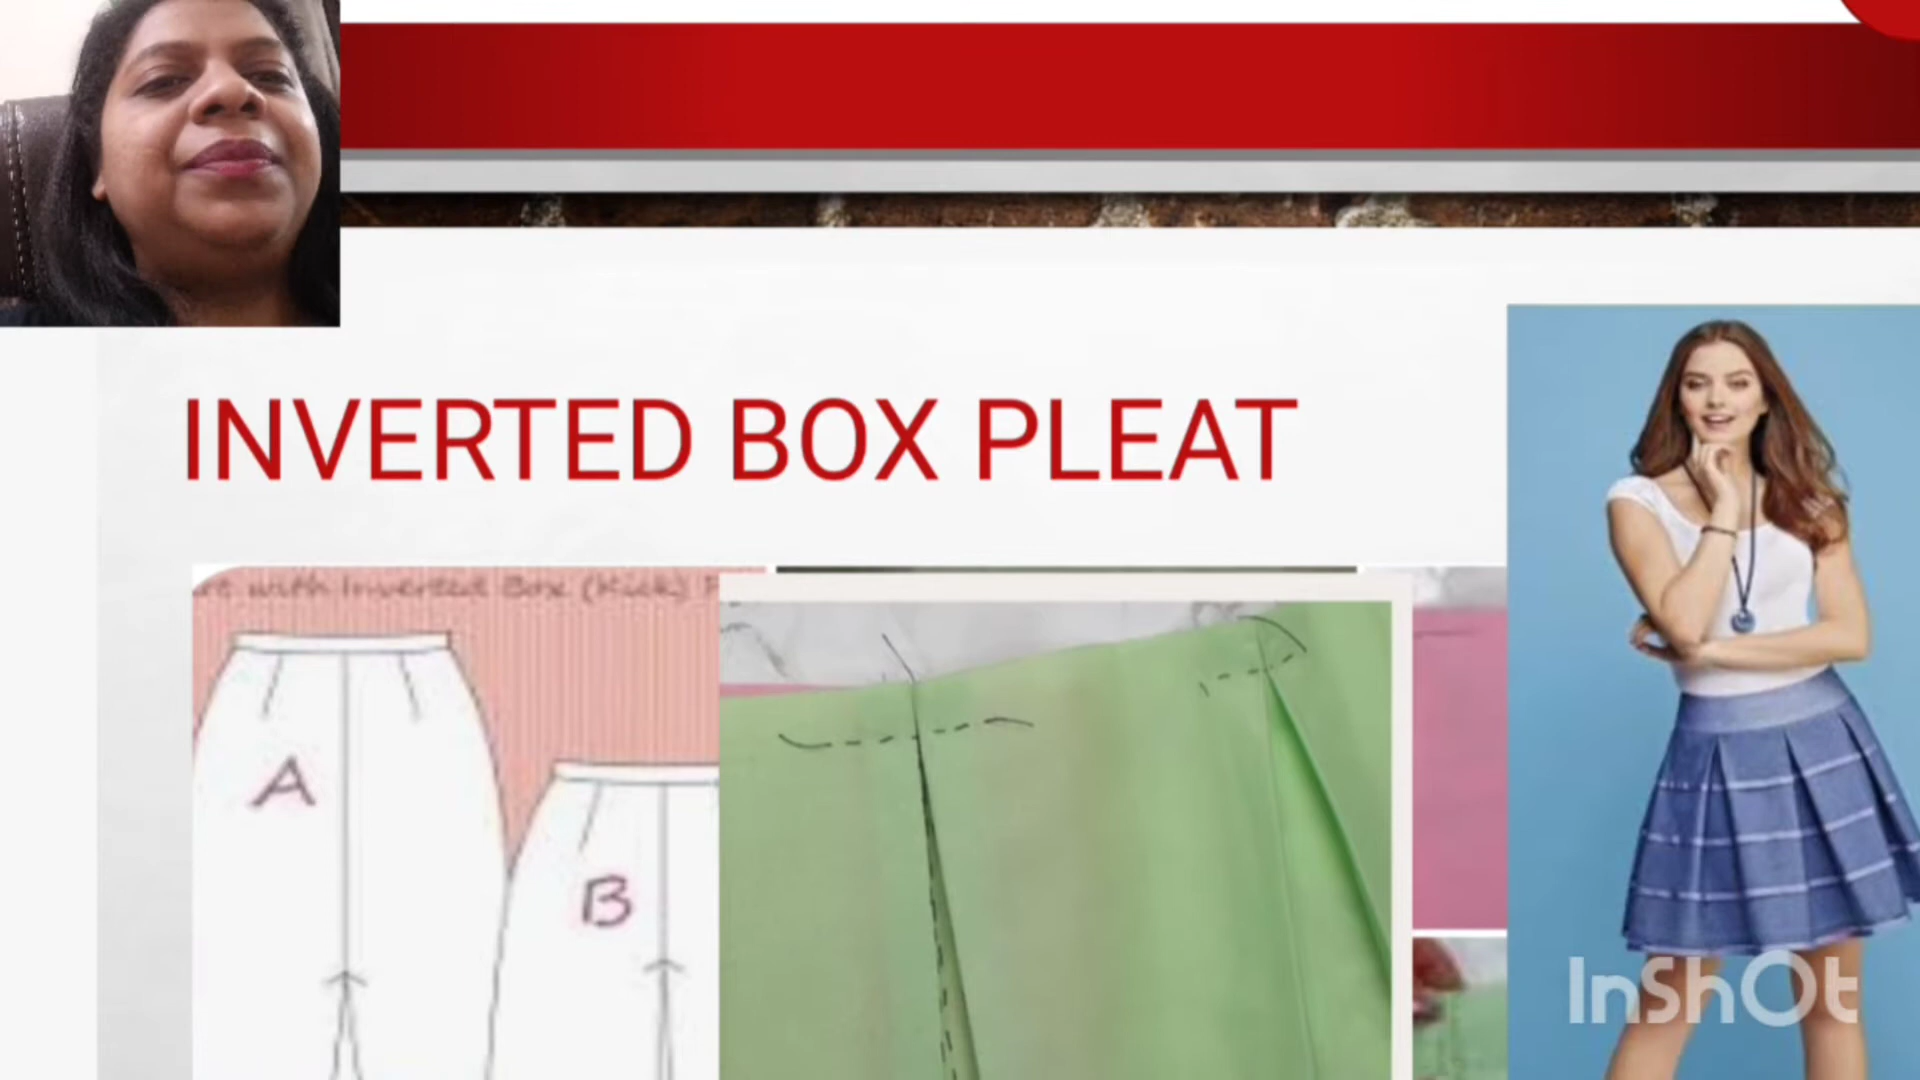 INVERTED BOX PLEAT
with Inverted Box (Kick)
A
B
InShOt